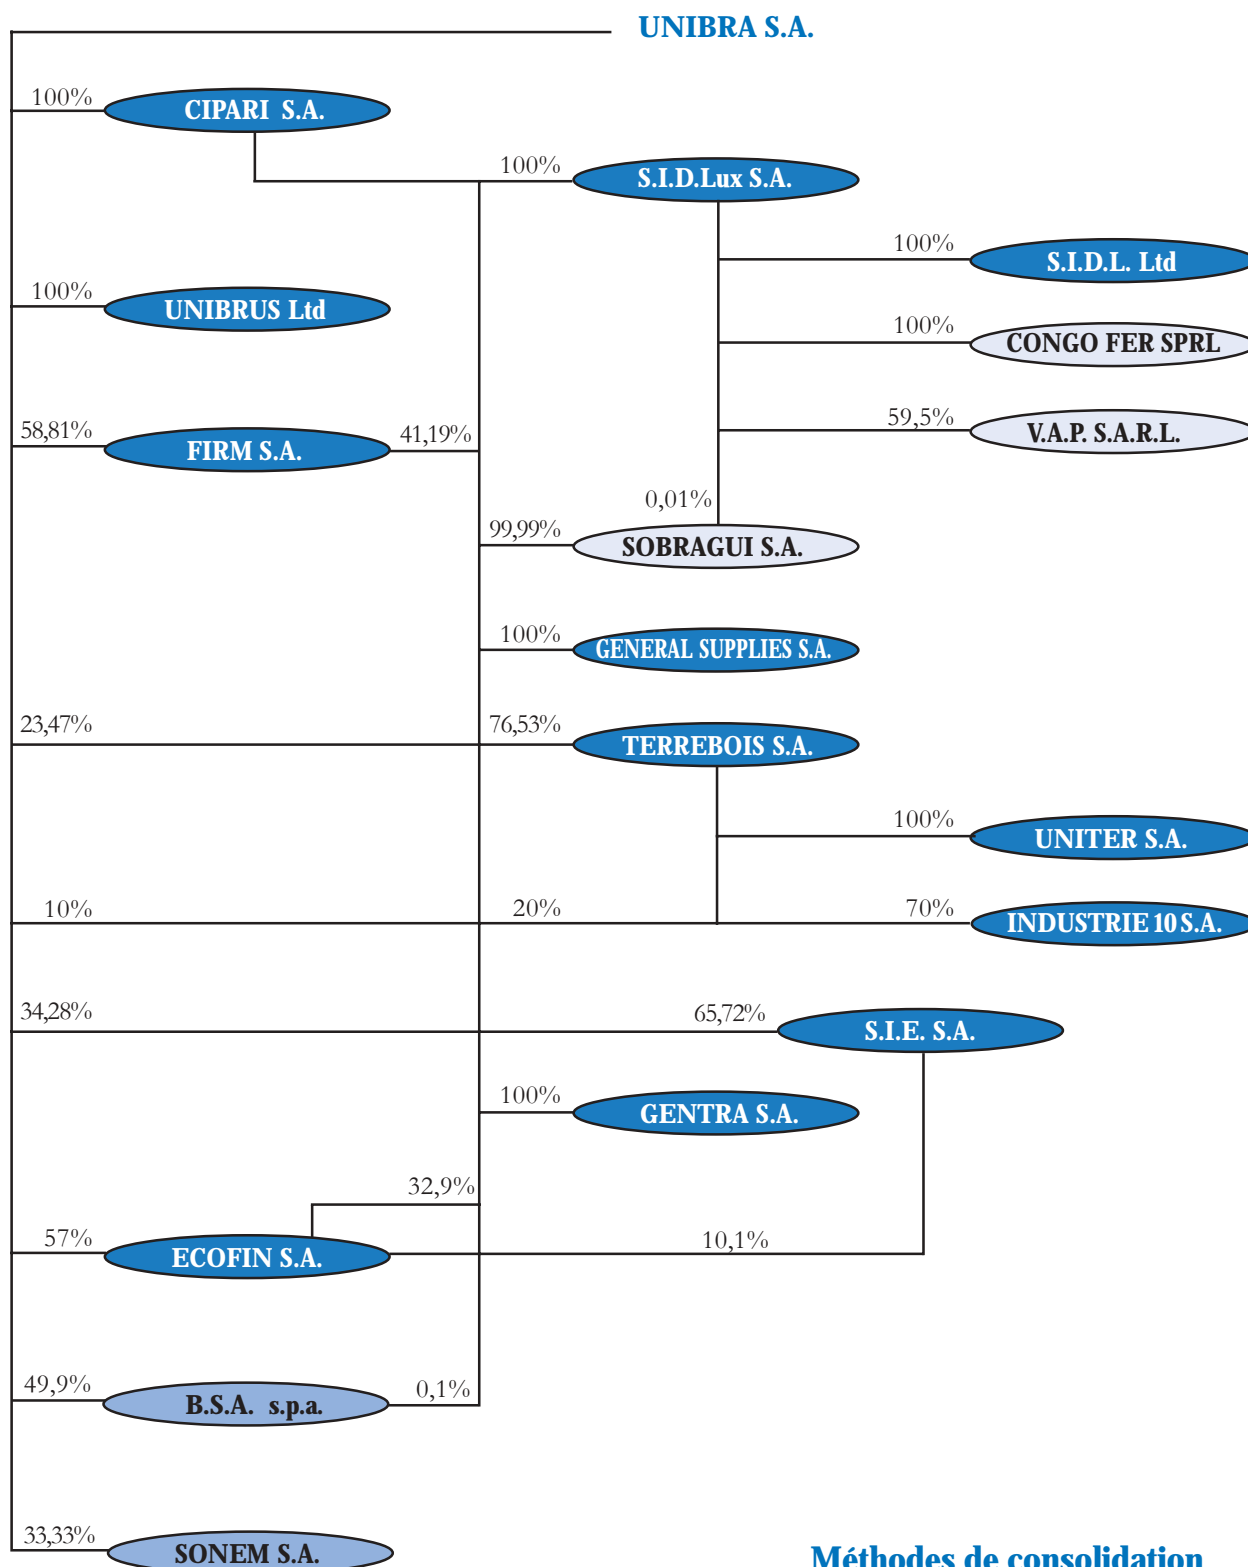 UNIBRA S.A.
100%
CIPARI S.A.
100%
S.I.D.Lux S.A.
100%
S.I.D.L. Ltd
100%
UNIBRUS Ltd
100%
CONGO FER SPRL
58,81%
FIRM S.A.
41,19%
59,5%
V.A.P. S.A.R.L.
0,01%
99,99%
SOBRAGUI S.A.
100%
GENERAL SUPPLIES S.A.
23,47%
76,53%
TERREBOIS S.A.
100%
UNITER S.A.
10%
20%
70%
INDUSTRIE 10 S.A.
34,28%
65,72%
S.I.E. S.A.
100%
GENTRA S.A.
32,9%
57%
ECOFIN S.A.
10,1%
49,9%
B.S.A. s.p.a.
0,1%
33,33%
SONEM S.A.
Méthodes de consolidation